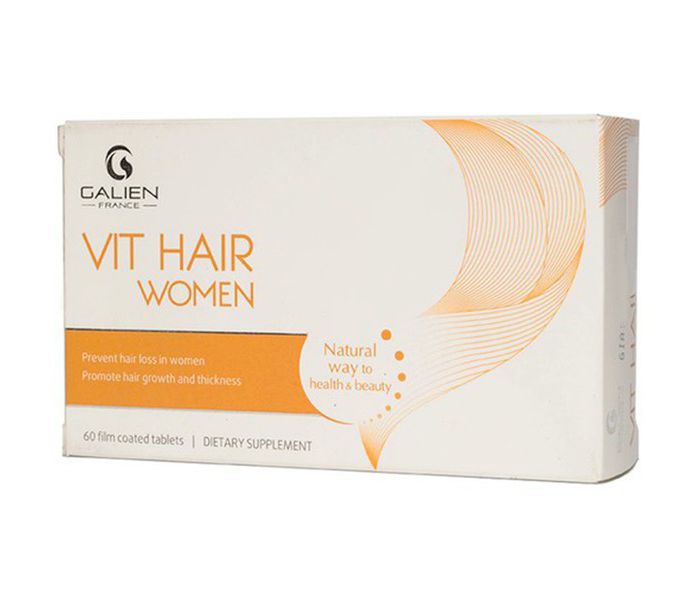 GALIEN
FRANCE
VIT HAIR
WOMEN
Prevent hair loss in women
Promote hair growth and thickness
Natural
way to
health & beauty
60 film coated tablets | DIETARY SUPPLEMENT
VIT HAIR